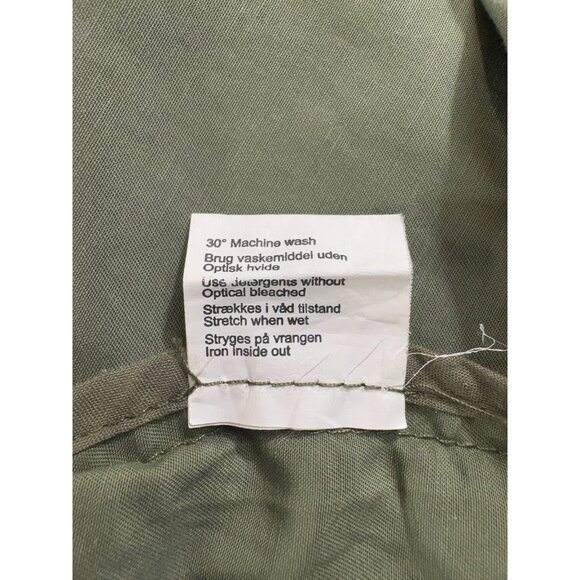 30° Machine wash
Brug vaskemiddel uden
Optisk hvide
Use detergents without
Optical bleached
Strækkes i våd tilstand
Stretch when wet
Stryges på vrangen
Iron inside out